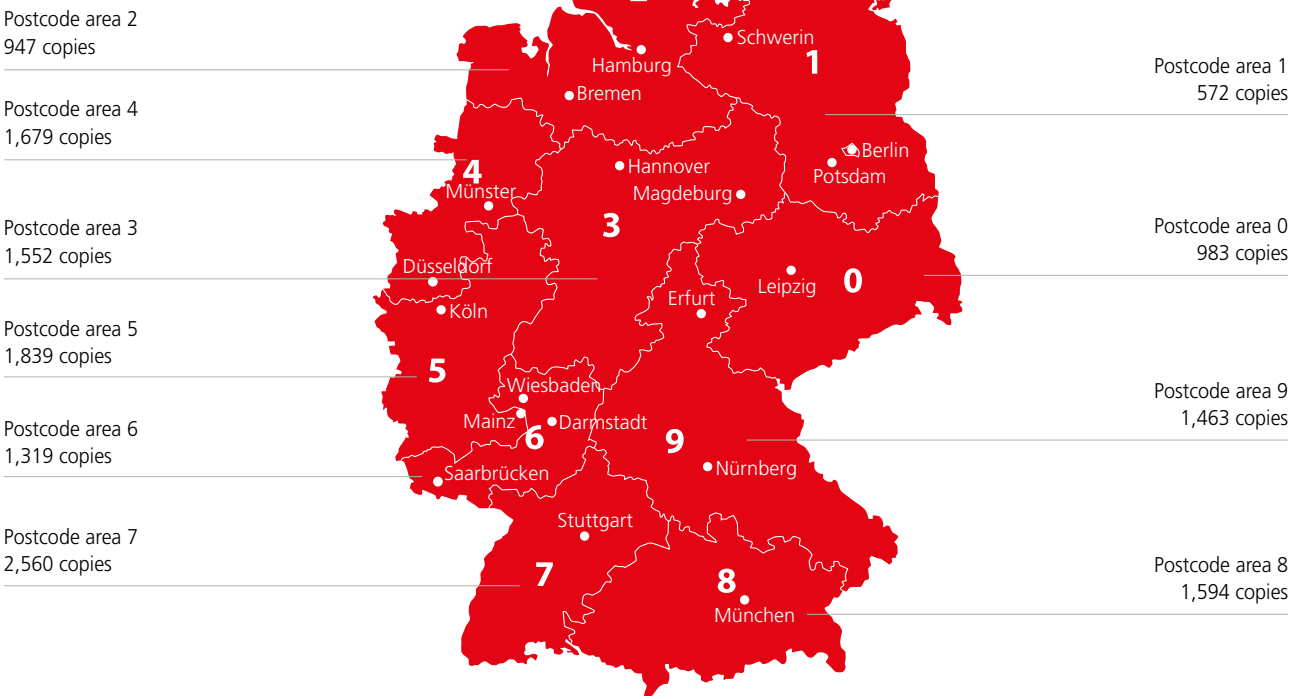 Postcode area 2
947 copies
Postcode area 4
1,679 copies
Postcode area 3
1,552 copies
Postcode area 5
1,839 copies
Postcode area 6
1,319 copies
Postcode area 7
2,560 copies
Schwerin
1
Hamburg
Bremen
Berlin
Potsdam
4
Münster
Hannover
Magdeburg
3
Düsseldorf
Köln
Leipzig
0
Erfurt
5
Wiesbaden
Mainz
Darmstadt
6
9
Saarbrücken
Nürnberg
Stuttgart
7
8
München
Postcode area 1
572 copies
Postcode area 0
983 copies
Postcode area 9
1,463 copies
Postcode area 8
1,594 copies